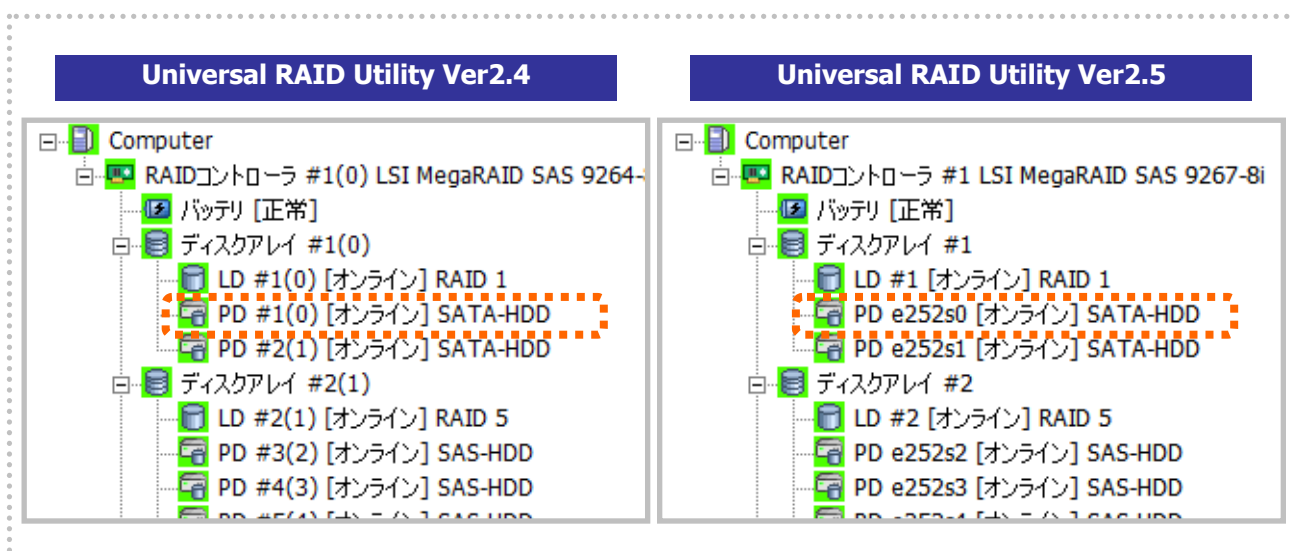 Universal RAID Utility Ver2.4
Computer
RAIDコントローラ #1(0) LSI MegaRAID SAS 9264-
バッテリ [正常]
ディスクアレイ #1(0)
LD #1(0) [オンライン] RAID 1
PD #1(0) [オンライン] SATA-HDD
PD #2(1) [オンライン] SATA-HDD
ディスクアレイ #2(1)
LD #2(1) [オンライン] RAID 5
PD #3(2) [オンライン] SAS-HDD
PD #4(3) [オンライン] SAS-HDD
Universal RAID Utility Ver2.5
Computer
RAIDコントローラ #1 LSI MegaRAID SAS 9267-8i
バッテリ [正常]
ディスクアレイ #1
LD #1 [オンライン] RAID 1
PD e252s0 [オンライン] SATA-HDD
PD e252s1 [オンライン] SATA-HDD
ディスクアレイ #2
LD #2 [オンライン] RAID 5
PD e252s2 [オンライン] SAS-HDD
PD e252s3 [オンライン] SAS-HDD